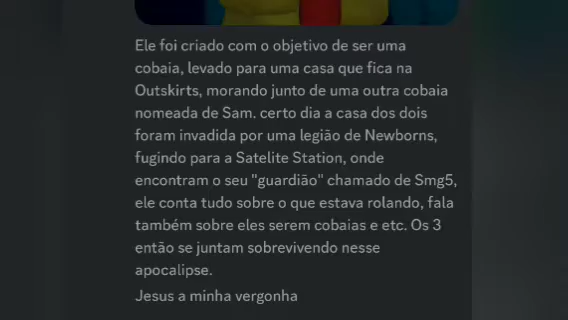 Ele foi criado com o objetivo de ser uma
cobaia, levado para uma casa que fica na
Outskirts, morando junto de uma outra cobaia
nomeada de Sam. certo dia a casa dos dois
foram invadida por uma legião de Newborns,
fugindo para a Satelite Station, onde
encontram o seu "guardião" chamado de Smg5,
ele conta tudo sobre o que estava rolando, fala
também sobre eles serem cobaias e etc. Os 3
então se juntam sobrevivendo nesse
apocalipse.
Jesus a minha vergonha